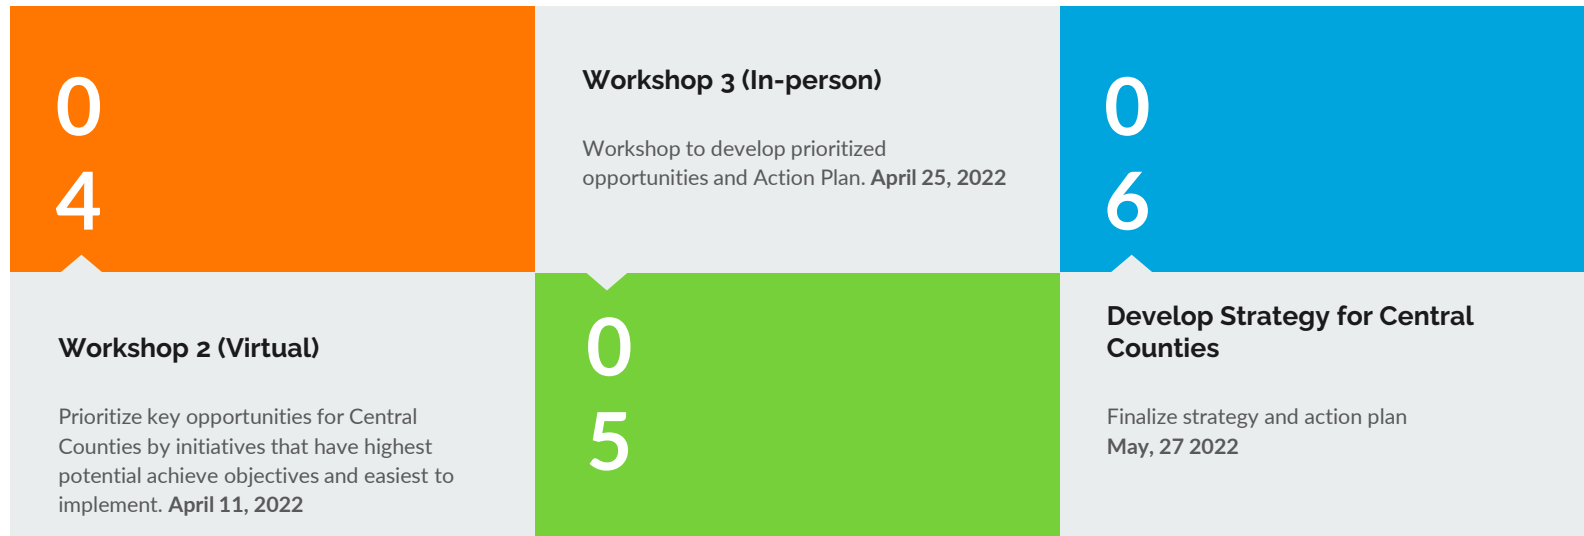 0
4
Workshop 2 (Virtual)
Prioritize key opportunities for Central
Counties by initiatives that have highest
potential achieve objectives and easiest to
implement. April 11, 2022
Workshop 3 (In-person)
Workshop to develop prioritized
opportunities and Action Plan. April 25, 2022
0
5
0
6
Develop Strategy for Central
Counties
Finalize strategy and action plan
May, 27 2022